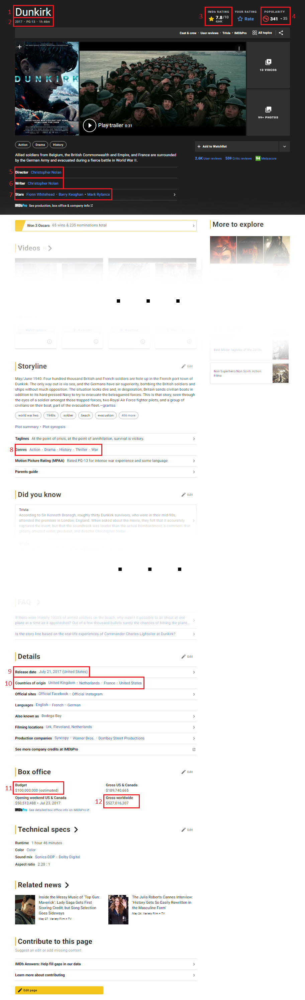 1 Dunkirk
2 2017 · PG-13 · 1h 46m
3 IMDb RATING
7.8/10
634K
YOUR RATING
Rate
POPULARITY
341 35
4
Cast & crew · User reviews · Trivia · IMDbPro
All topics
DUNKIRK
WHEN 400,000 MEN COULDN'T GET HOME
HOME CAME FOR THEM
JULY 21
Play trailer 0:31
13 VIDEOS
99+ PHOTOS
Action Drama History
Allied soldiers from Belgium, the British Commonwealth and Empire, and France are surrounded
by the German Army and evacuated during a fierce battle in World War II.
+ Add to Watchlist
2.6K User reviews 559 Critic reviews 94 Metascore
5 Director Christopher Nolan
6 Writer Christopher Nolan
7 Stars Fionn Whitehead · Barry Keoghan · Mark Rylance
IMDbPro See production, box office & company info
Won 3 Oscars 65 wins & 235 nominations total
More to explore
Videos 13
MEN
Watch options
+ Watchlist
+ Watchlist
Best Movie Taglines of the 2010s
Non Superhero/Non Sci-Fi Action
Films
Storyline
Edit
May/June 1940. Four hundred thousand British and French soldiers are hole up in the French port town of
Dunkirk. The only way out is via sea, and the Germans have air superiority, bombing the British soldiers and
ships without much opposition. The situation looks dire and, in desperation, Britain sends civilian boats in
addition to its hard-pressed Navy to try to evacuate the beleaguered forces. This is that story, seen through
the eyes of a soldier amongst those trapped forces, two Royal Air Force fighter pilots, and a group of
civilians on their boat, part of the evacuation fleet.—grantss
world war two 1940s soldier beach evacuation 456 more
Plot summary · Plot synopsis
Taglines At the point of crisis, at the point of annihilation, survival is victory.
8 Genres Action · Drama · History · Thriller · War
Motion Picture Rating (MPAA) Rated PG-13 for intense war experience and some language
Parents guide
Did you know
Edit
Trivia
According to Sir Kenneth Branagh, roughly thirty Dunkirk survivors, who were in their mid-90s,
attended the premiere in London, England. When asked about the movie, they felt that it accurately
captured the event, but that the soundtrack was louder than the actual bombardment, a comment that
greatly amused writer, producer, and director Christopher Nolan.
FAQ
If there were literally 1000's of armed soldiers on the beach, why wasn't it possible to all shoot at one
plane at a time as it approached? Out of a few thousand bullets surely the chances of hitting the plane...
Is the story line based on the real-life experiences of Commander Charles Lightoller at Dunkirk?
Details
Edit
9 Release date July 21, 2017 (United States)
10 Countries of origin United Kingdom · Netherlands · France · United States
Official sites Official Facebook · Official Instagram
Languages English · French · German
Also known as Bodega Bay
Filming locations Urk, Flevoland, Netherlands
Production companies Syncopy · Warner Bros. · Dombey Street Productions
See more company credits at IMDbPro
Box office
Edit
11 Budget
$100,000,000 (estimated)
Gross US & Canada
$189,740,665
Opening weekend US & Canada
$50,513,488 · Jul 23, 2017
12 Gross worldwide
$527,016,307
IMDbPro See detailed box office info on IMDbPro
Technical specs
Edit
Runtime 1 hour 46 minutes
Color Color
Sound mix Sonics-DDP · Dolby Digital
Aspect ratio 2.20 : 1
Related news
Inside the Messy Music of 'Top Gun:
Maverick': Lady Gaga Gets First
Scoring Credit, but Song Selection
Goes Sideways
May 27 Variety Film + TV
The Julia Roberts Cannes Interview:
'History Gets So Easily Rewritten in
the Masculine Form'
May 24 Variety Film + TV
Contribute to this page
Suggest an edit or add missing content
IMDb Answers: Help fill gaps in our data
Learn more about contributing
Edit page